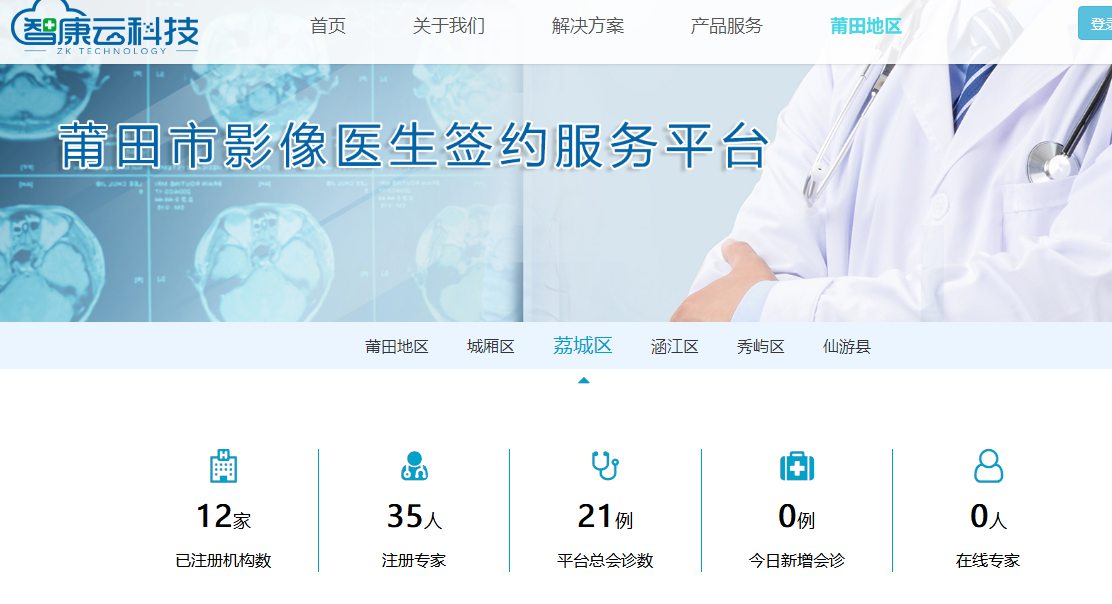 智康云科技
ZK TECHNOLOGY
首页 关于我们 解决方案 产品服务 莆田地区 登录
莆田市影像医生签约服务平台
莆田地区 城厢区 荔城区 涵江区 秀屿区 仙游县
12家 35人 21例 0例 0人
已注册机构数 注册专家 平台总会诊数 今日新增会诊 在线专家